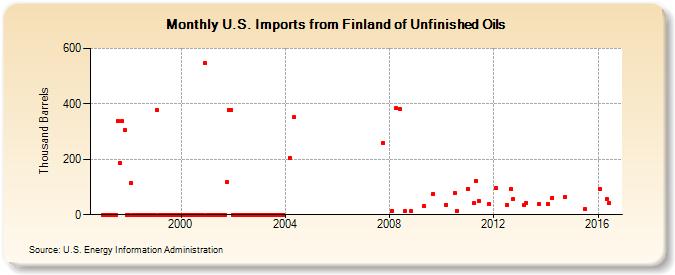 Monthly U.S. Imports from Finland of Unfinished Oils
Thousand Barrels
600
400
200
0
2000 2004 2008 2012 2016
Source: U.S. Energy Information Administration